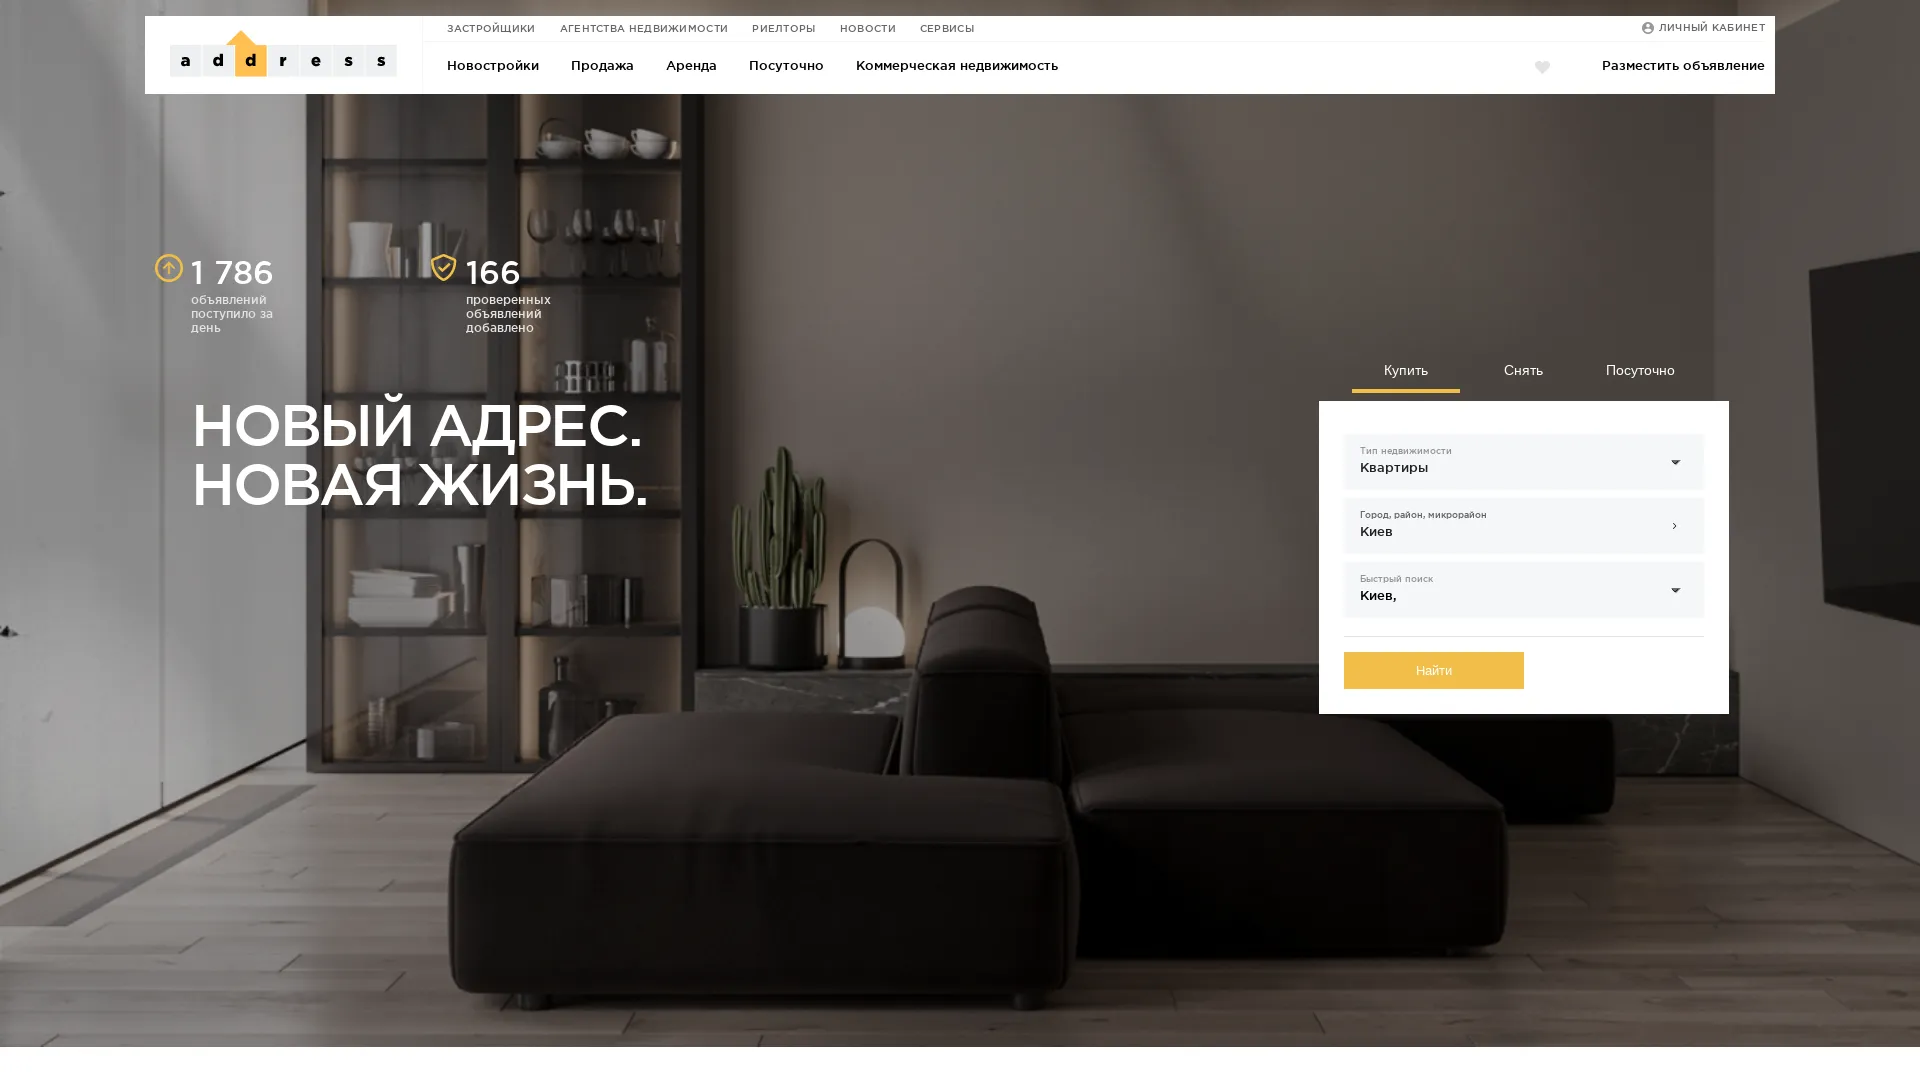 address
ЗАСТРОЙЩИКИ АГЕНТСТВА НЕДВИЖИМОСТИ РИЕЛТОРЫ НОВОСТИ СЕРВИСЫ
ЛИЧНЫЙ КАБИНЕТ
Новостройки Продажа Аренда Посуточно Коммерческая недвижимость
Разместить объявление
1 786
объявлений
поступило за
день
166
проверенных
объявлений
добавлено
НОВЫЙ АДРЕС.
НОВАЯ ЖИЗНЬ.
Купить Снять Посуточно
Тип недвижимости
Квартиры
Город, район, микрорайон
Киев
Быстрый поиск
Киев,
Найти